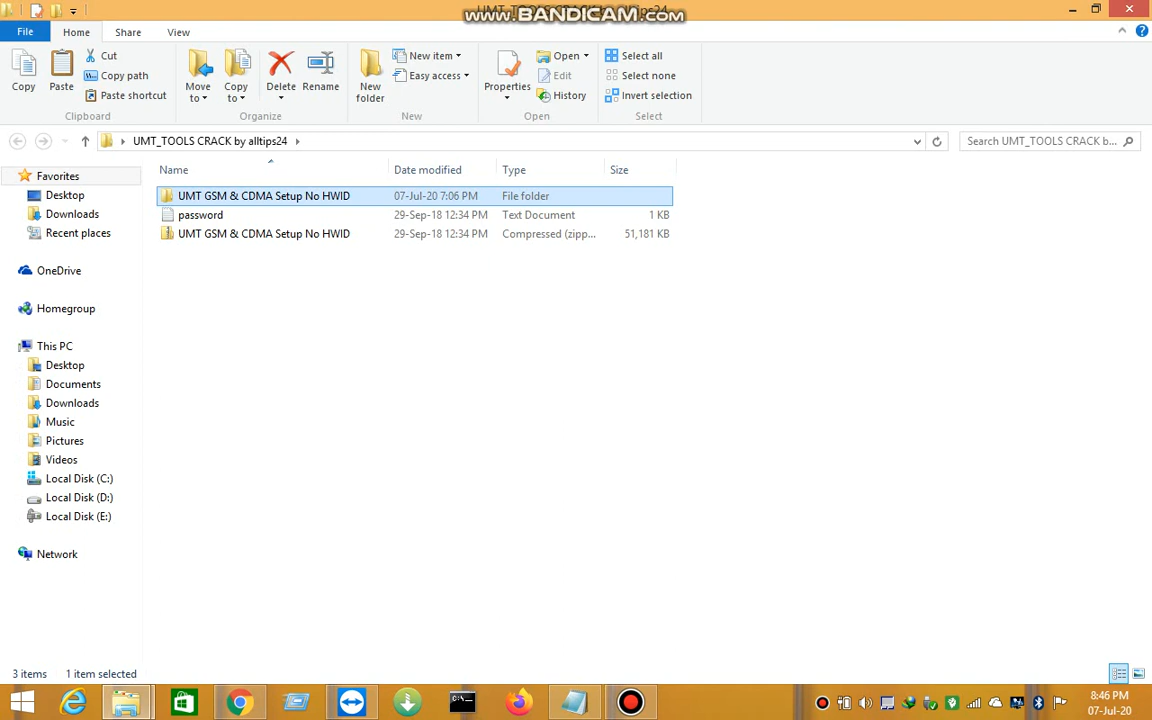 UMT_TOOLS CRACK by alltips24
www.BANDICAM.com
File Home Share View
Copy
Paste
Cut
Copy path
Paste shortcut
Clipboard
Move to
Copy to
Delete
Rename
Organize
New folder
New item
Easy access
New
Properties
Open
Edit
History
Open
Select all
Select none
Invert selection
Select
UMT_TOOLS CRACK by alltips24
Search UMT_TOOLS CRACK b...
Name Date modified Type Size
UMT GSM & CDMA Setup No HWID 07-Jul-20 7:06 PM File folder
password 29-Sep-18 12:34 PM Text Document 1 KB
UMT GSM & CDMA Setup No HWID 29-Sep-18 12:34 PM Compressed (zipp... 51,181 KB
Favorites
Desktop
Downloads
Recent places
OneDrive
Homegroup
This PC
Desktop
Documents
Downloads
Music
Pictures
Videos
Local Disk (C:)
Local Disk (D:)
Local Disk (E:)
Network
3 items 1 item selected
C:\_
8:46 PM
07-Jul-20